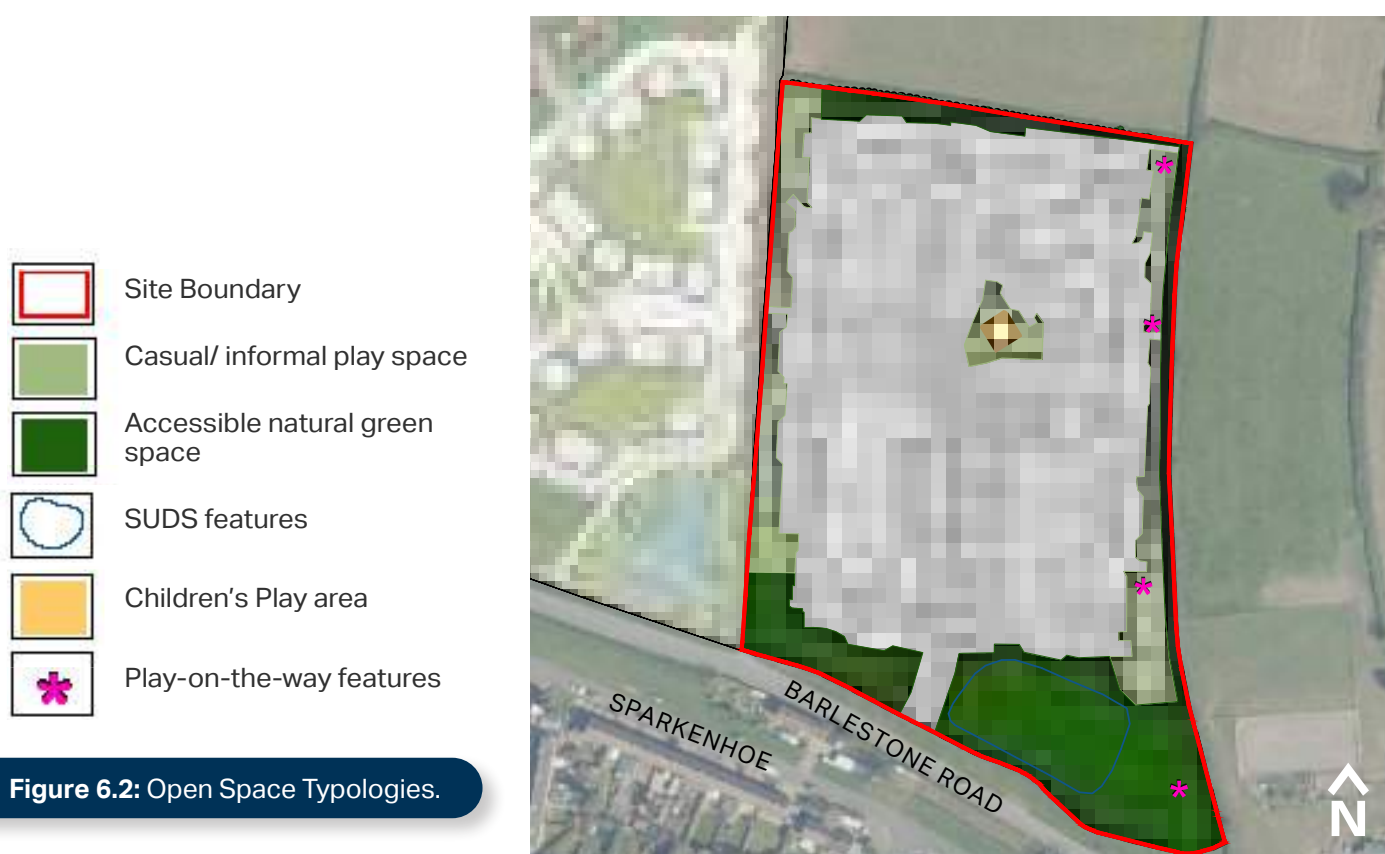 Site Boundary
Casual/ informal play space
Accessible natural green
space
SUDS features
Children's Play area
Play-on-the-way features
Figure 6.2: Open Space Typologies.
SPARKENHOE
BARLESTONE ROAD
N